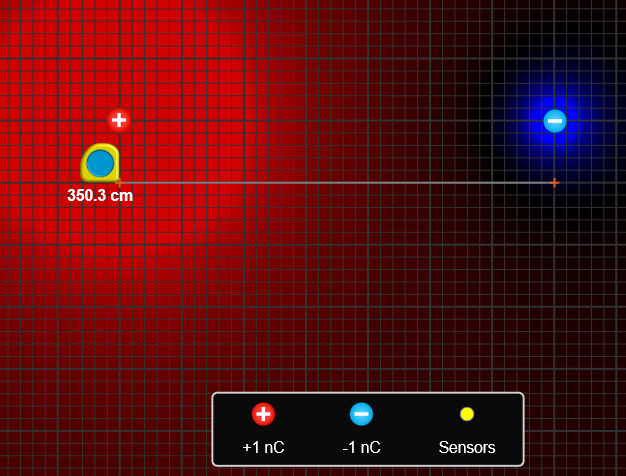 350.3 cm
+1 nC
-1 nC
Sensors